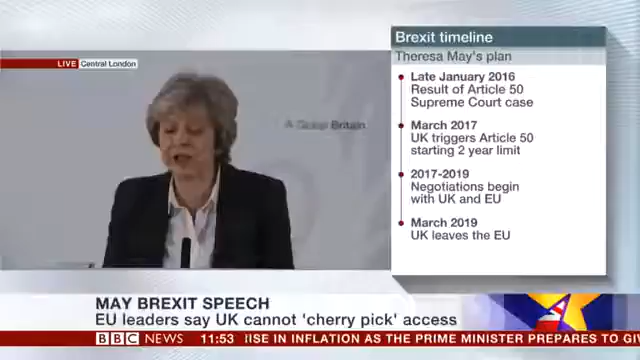 Brexit timeline
Theresa May's plan
LIVE Central London
Late January 2016
Result of Article 50
Supreme Court case
March 2017
UK triggers Article 50
starting 2 year limit
2017-2019
Negotiations begin
with UK and EU
March 2019
UK leaves the EU
A Global Britain
MAY BREXIT SPEECH
EU leaders say UK cannot 'cherry pick' access
BBC NEWS 11:53 RISE IN INFLATION AS THE PRIME MINISTER PREPARES TO GI